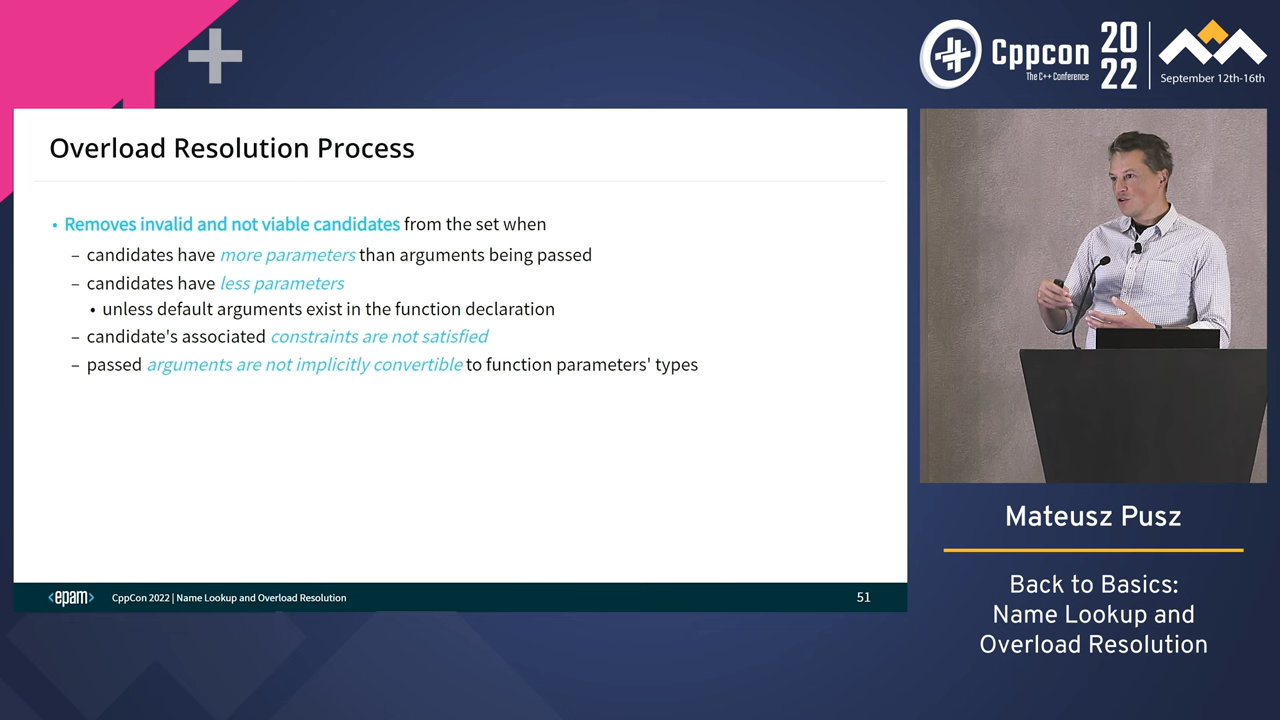 Cppcon
The C++ Conference
20
22
September 12th-16th
Overload Resolution Process
• Removes invalid and not viable candidates from the set when
– candidates have more parameters than arguments being passed
– candidates have less parameters
• unless default arguments exist in the function declaration
– candidate's associated constraints are not satisfied
– passed arguments are not implicitly convertible to function parameters' types
<epam> CppCon 2022 | Name Lookup and Overload Resolution 51
Mateusz Pusz
Back to Basics:
Name Lookup and
Overload Resolution